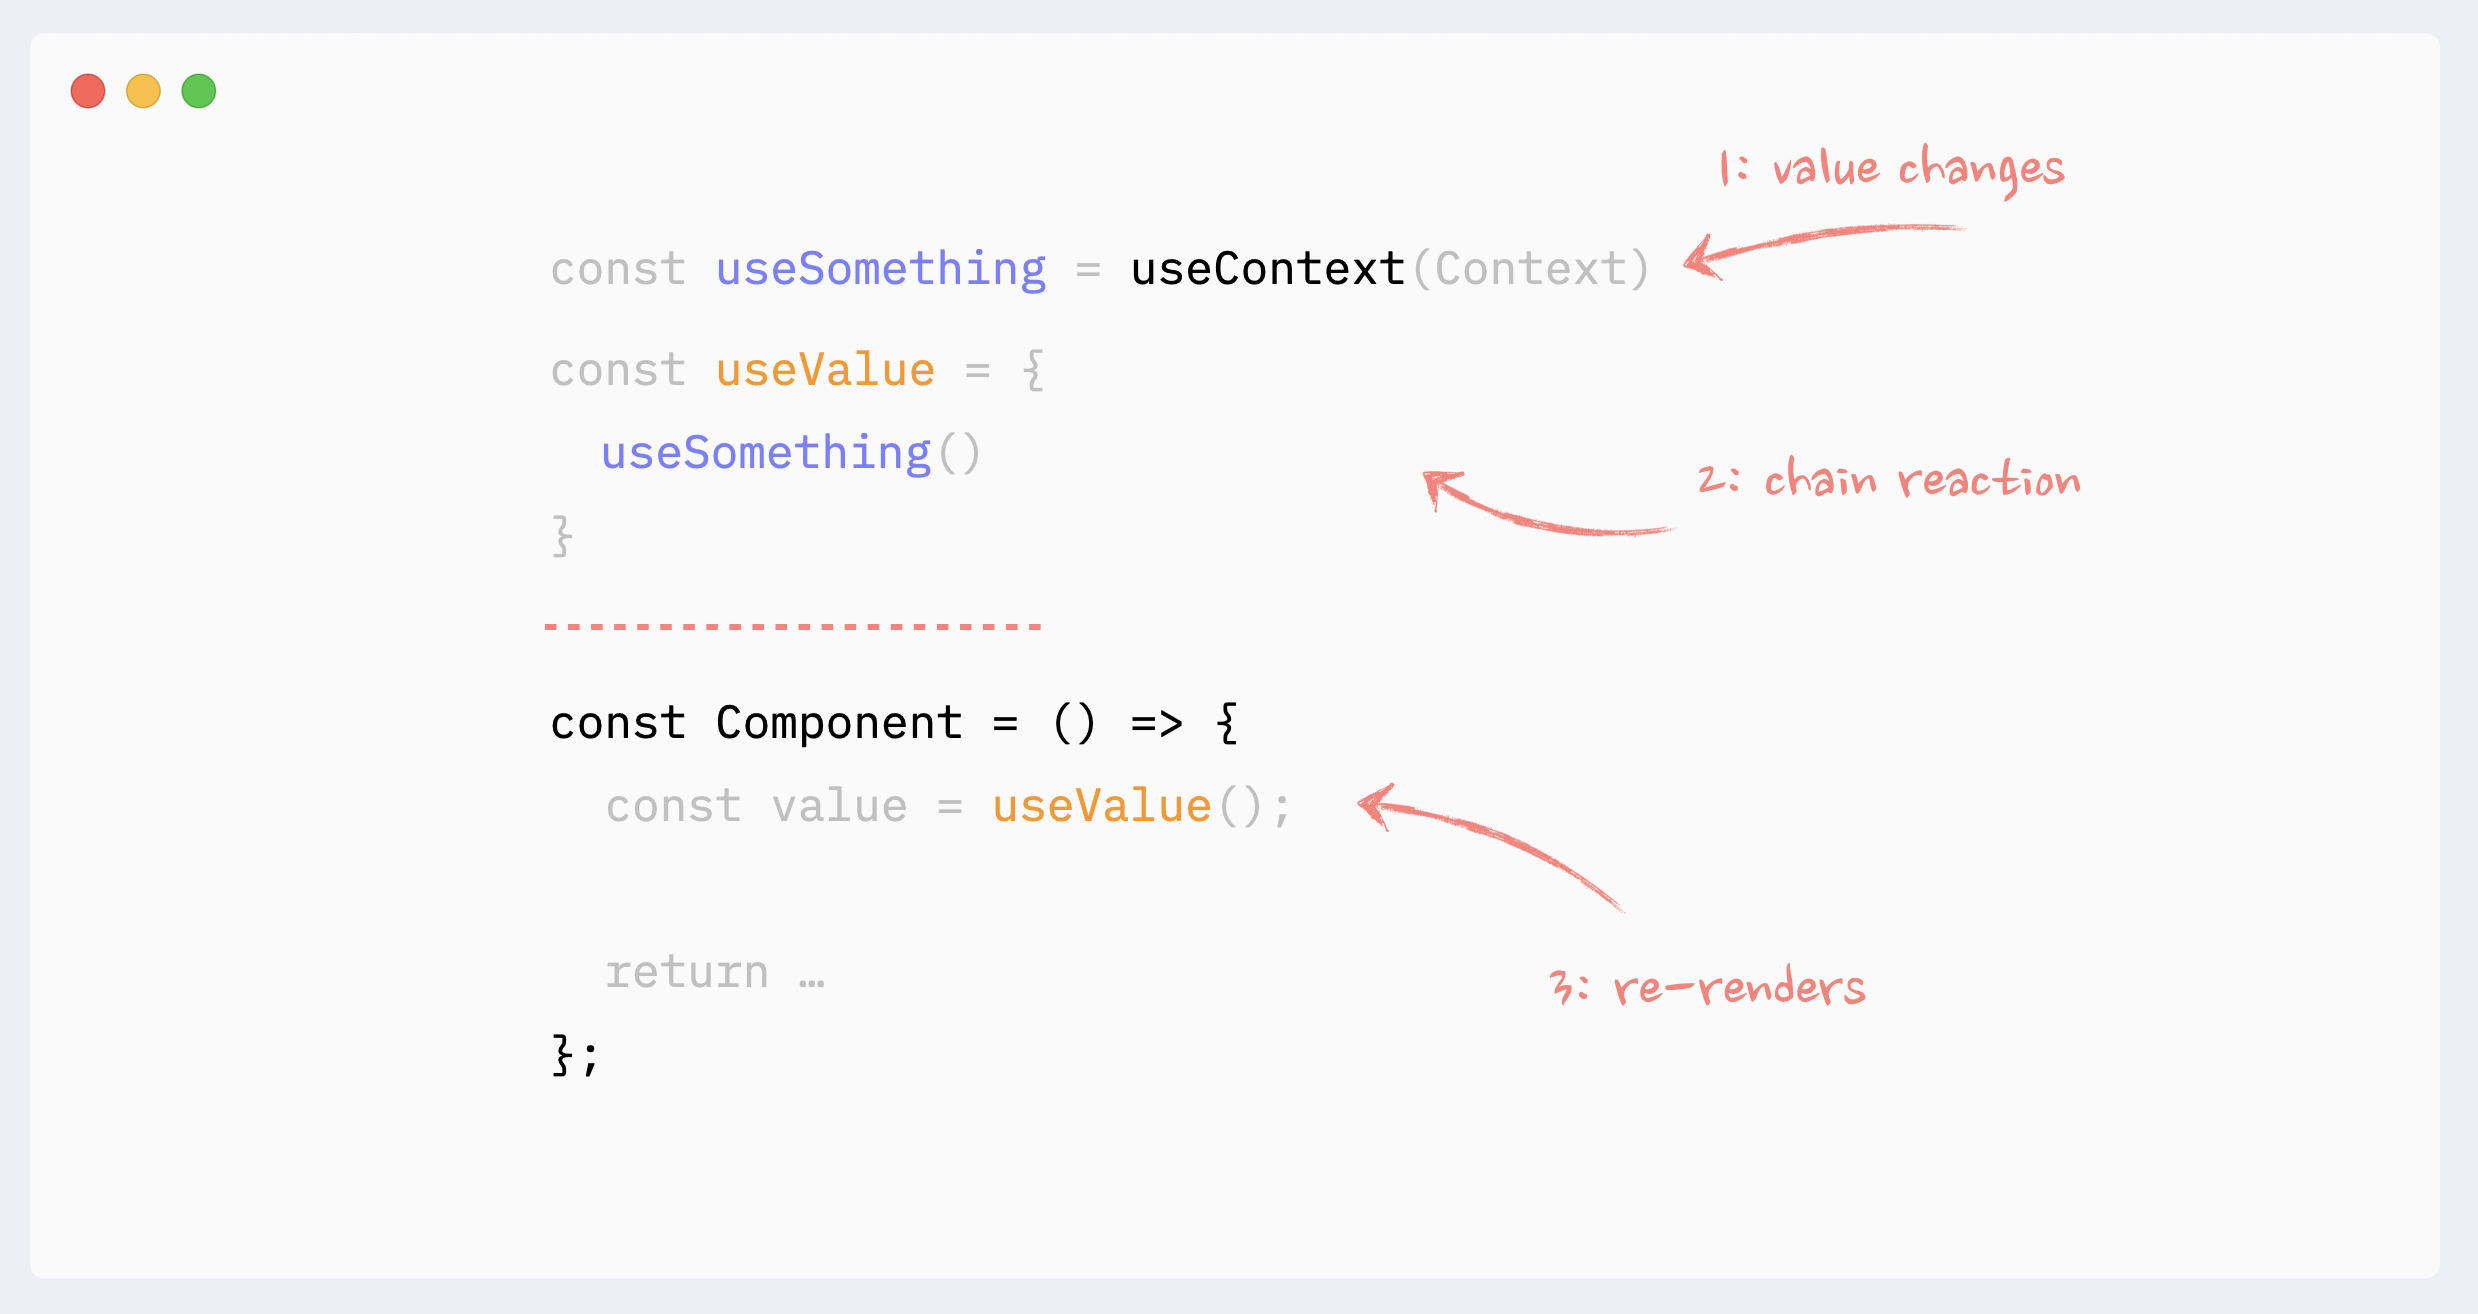 1: value changes
const useSomething = useContext(Context)
const useValue = {
useSomething()
2: chain reaction
}
const Component = () => {
const value = useValue();
return …
3: re-renders
};